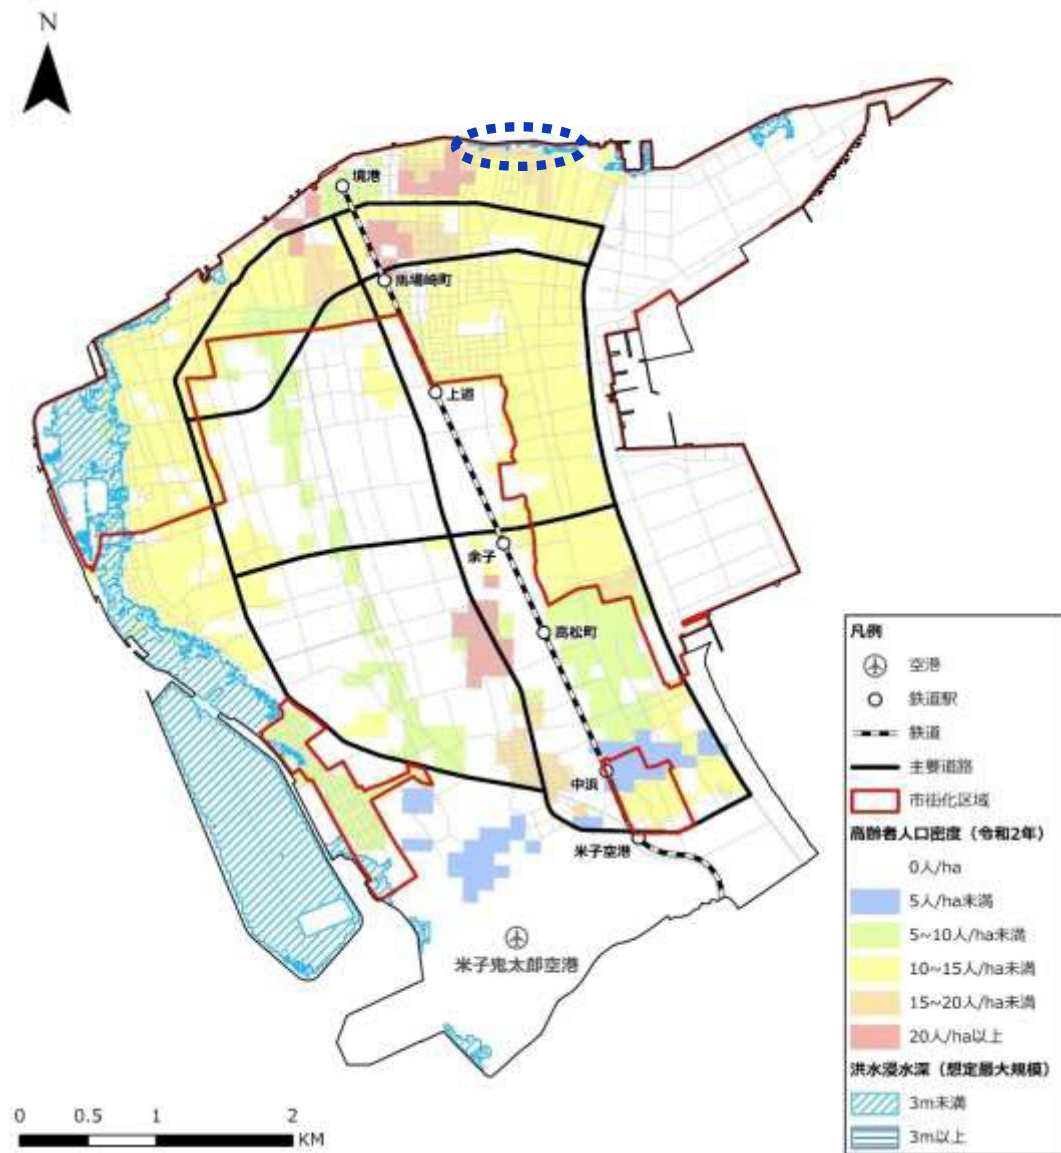 N
境港
馬場崎町
上道
余子
高松町
中浜
米子空港
米子鬼太郎空港
凡例
空港
鉄道駅
鉄道
主要道路
市街化区域
高齢者人口密度（令和2年）
0人/ha
5人/ha未満
5~10人/ha未満
10~15人/ha未満
15~20人/ha未満
20人/ha以上
洪水浸水深（想定最大規模）
3m未満
3m以上
0 0.5 1 2
KM